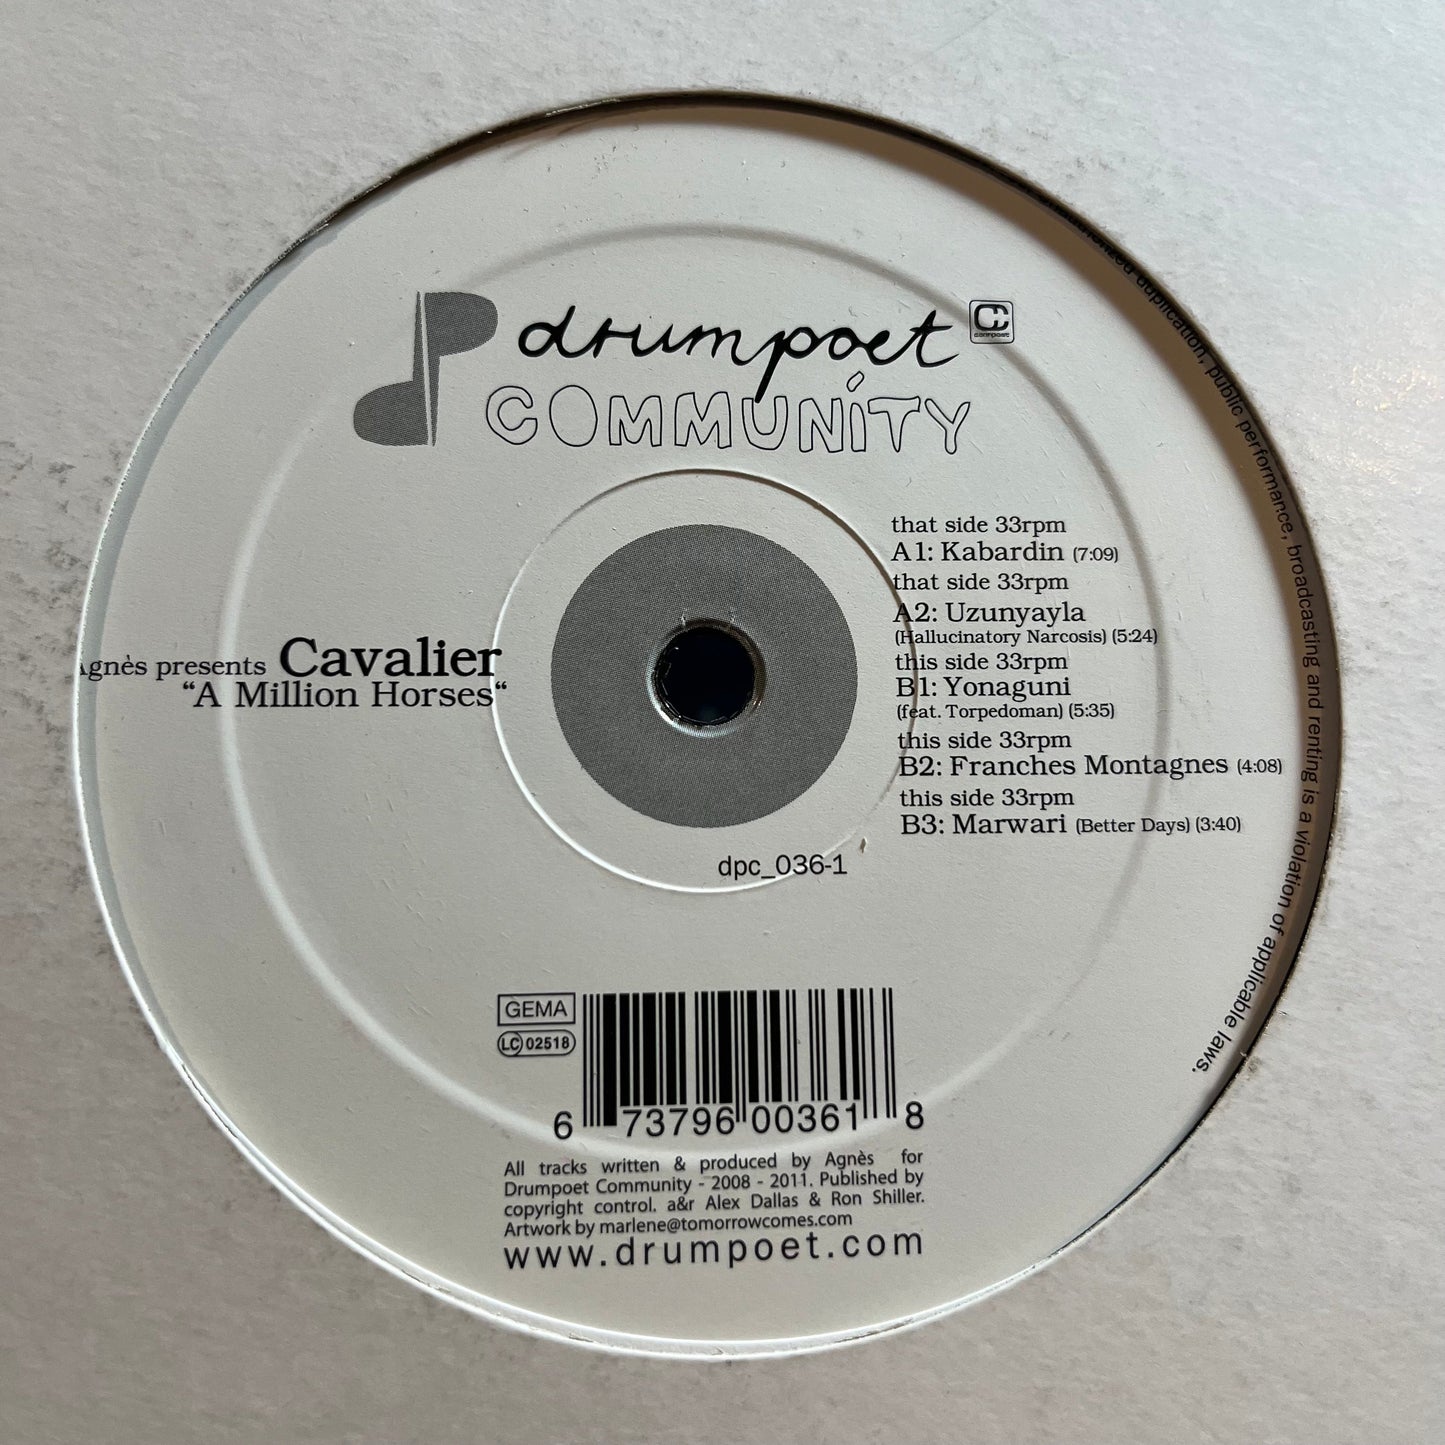 drumpoet
COMMUNITY
compost
that side 33rpm
A1: Kabardin (7:09)
that side 33rpm
A2: Uzunyayla
(Hallucinatory Narcosis) (5:24)
this side 33rpm
B1: Yonaguni
(feat. Torpedoman) (5:35)
this side 33rpm
B2: Franches Montagnes (4:08)
this side 33rpm
B3: Marwari (Better Days) (3:40)
Agnès presents Cavalier
“A Million Horses“
dpc_036-1
GEMA
LC 02518
6 73796 00361 8
All tracks written & produced by Agnès for
Drumpoet Community - 2008 - 2011. Published by
copyright control. a&r Alex Dallas & Ron Shiller.
Artwork by marlene@tomorrowcomes.com
www.drumpoet.com
duplication, public performance, broadcasting and renting is a violation of applicable laws.